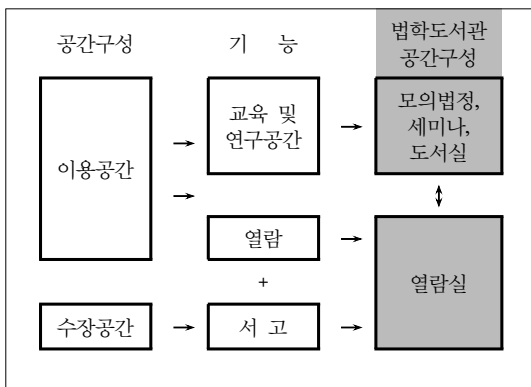 공간구성
기 능
법학도서관
공간구성
이용공간
교육 및
연구공간
모의법정,
세미나,
도서실
열람
+
열람실
수장공간
서 고